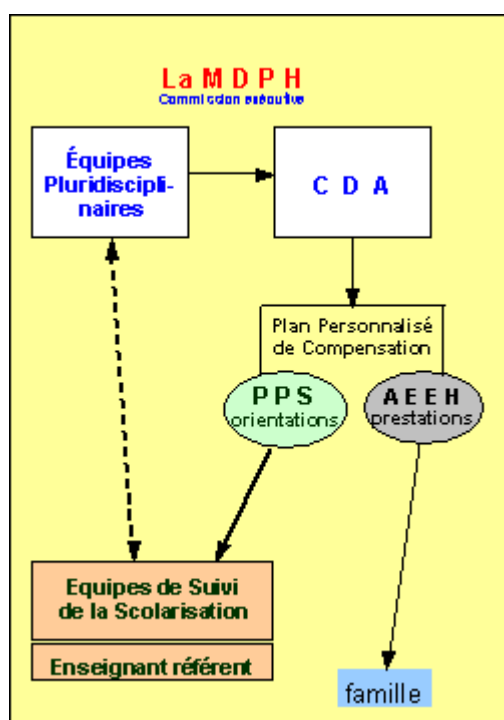 La M D P H
Commission exécutive
Équipes
Pluridiscipli-
naires
C D A
Plan Personnalisé
de Compensation
P P S
orientations
A E E H
prestations
Equipes de Suivi
de la Scolarisation
Enseignant référent
famille